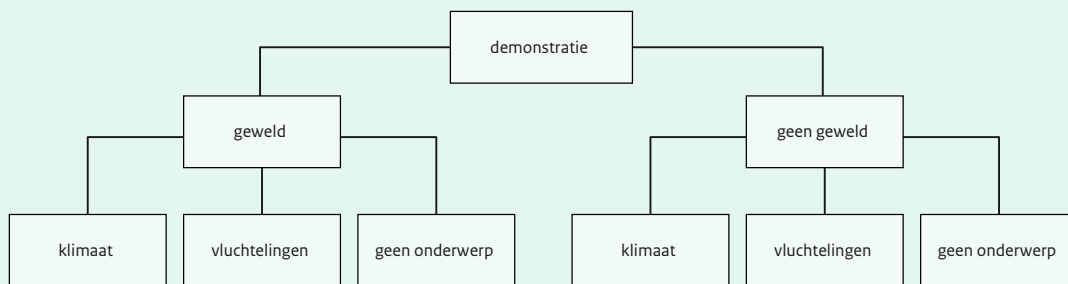 demonstratie
geweld
geen geweld
klimaat
vluchtelingen
geen onderwerp
klimaat
vluchtelingen
geen onderwerp